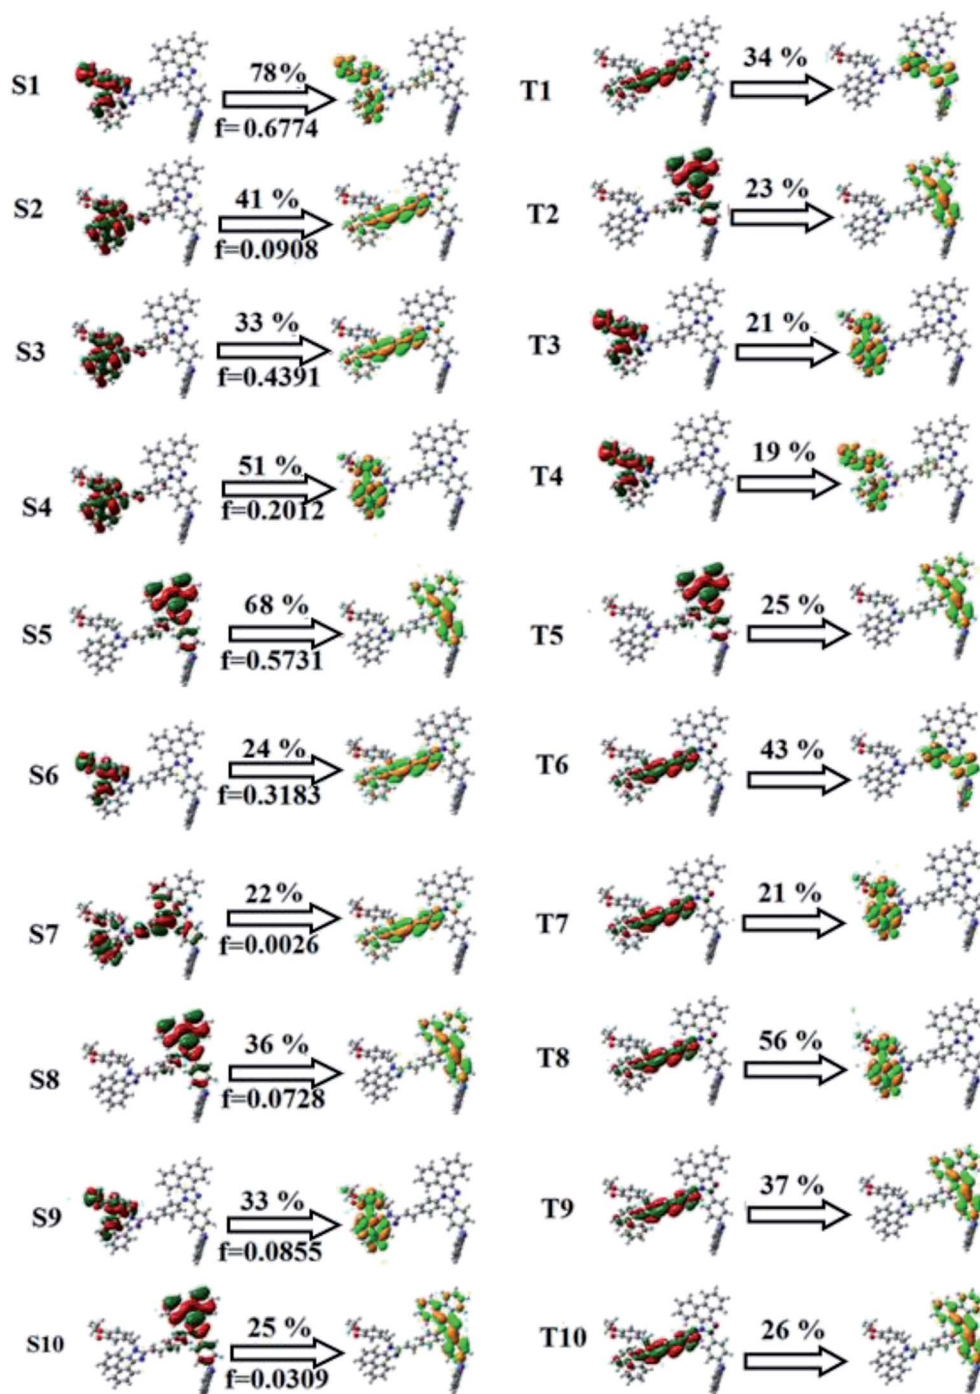 S1
78%
f=0.6774
T1
34 %
S2
41 %
f=0.0908
T2
23 %
S3
33 %
f=0.4391
T3
21 %
S4
51 %
f=0.2012
T4
19 %
S5
68 %
f=0.5731
T5
25 %
S6
24 %
f=0.3183
T6
43 %
S7
22 %
f=0.0026
T7
21 %
S8
36 %
f=0.0728
T8
56 %
S9
33 %
f=0.0855
T9
37 %
S10
25 %
f=0.0309
T10
26 %